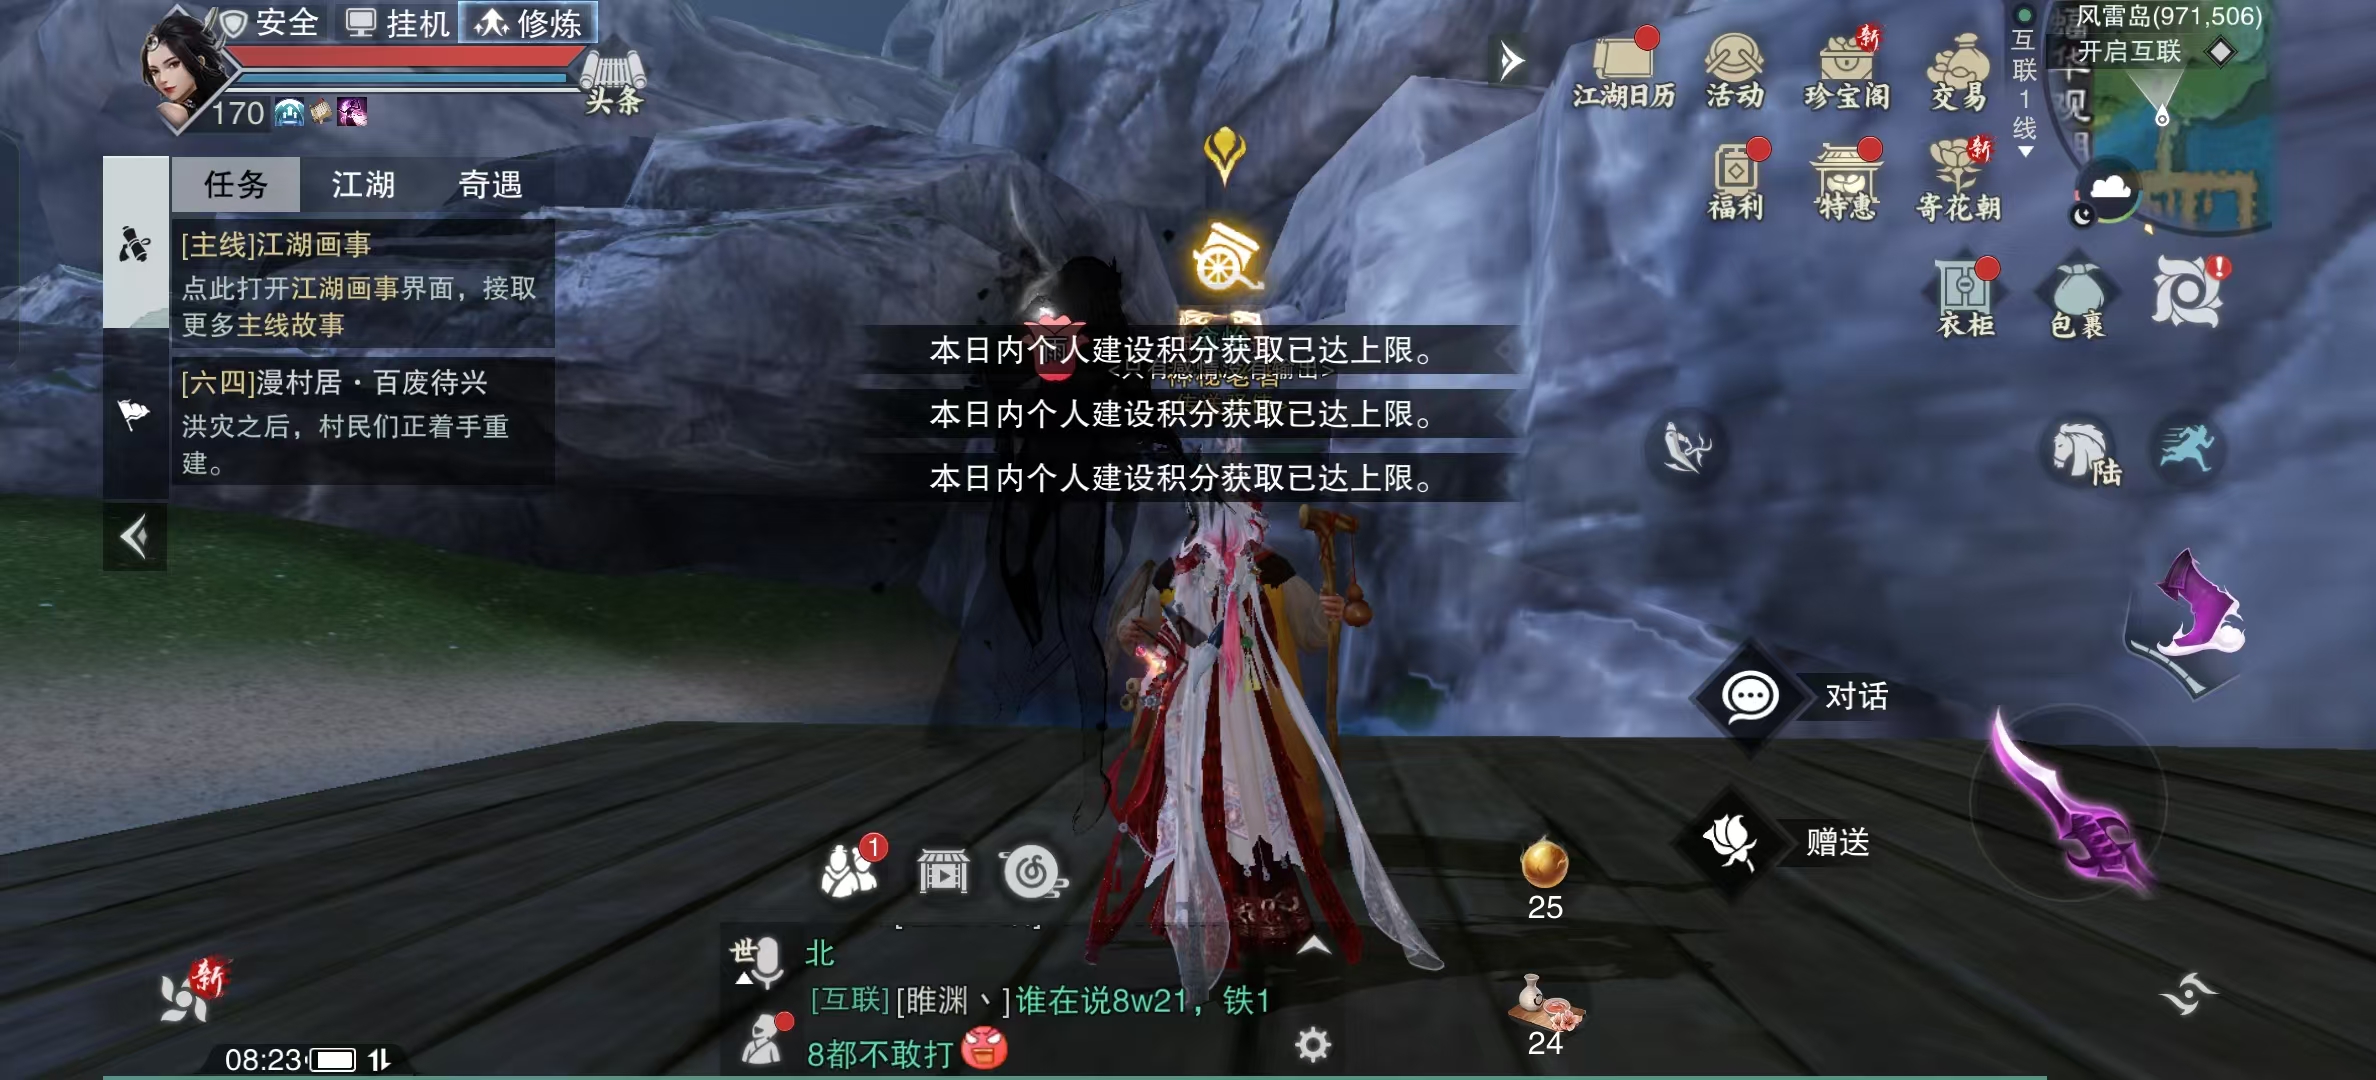 安全
挂机
修炼
头条
170
任务
江湖
奇遇
[主线]江湖画事
点此打开江湖画事界面，接取
更多主线故事
[六四]漫村居·百废待兴
洪灾之后，村民们正着手重
建。
江湖日历
活动
新
珍宝阁
交易
福利
特惠
新
寄花朝
互联1线
风雷岛(971,506)
开启互联
衣柜
包裹
陆
本日内个人建设积分获取已达上限。
本日内个人建设积分获取已达上限。
本日内个人建设积分获取已达上限。
对话
赠送
1
25
24
世
北
[互联][睢渊丶]谁在说8w21，铁1
8都不敢打
新
08:23